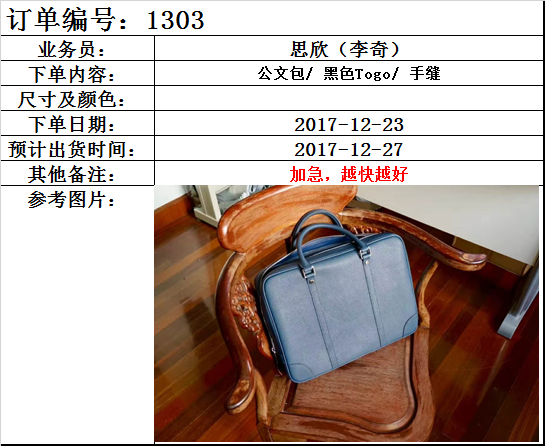 订单编号：1303
业务员： 思欣（李奇）
下单内容： 公文包/ 黑色Togo/ 手缝
尺寸及颜色：
下单日期： 2017-12-23
预计出货时间： 2017-12-27
其他备注： 加急，越快越好
参考图片：